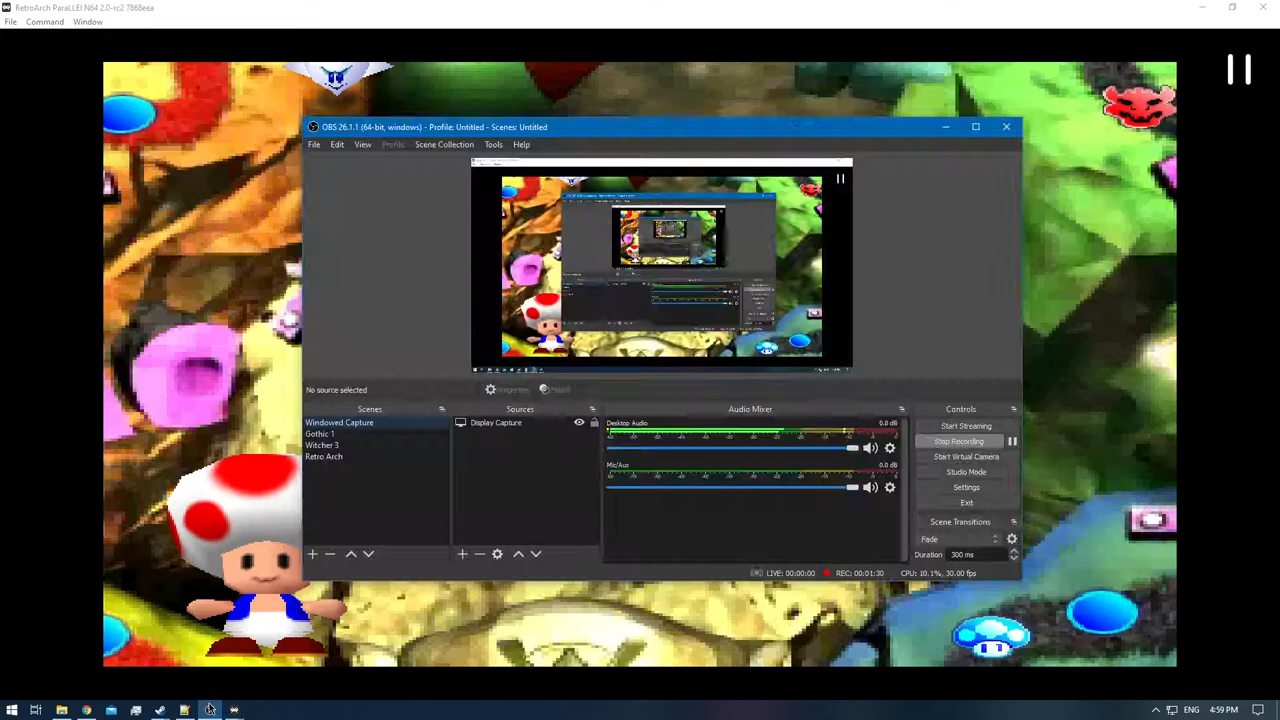 RetroArch ParaLLEl N64 2.0-rc2 7868eea
File Command Window
OBS 26.1.1 (64-bit, windows) - Profile: Untitled - Scenes: Untitled
File Edit View Profile Scene Collection Tools Help
No source selected
Scenes
Sources
Audio Mixer
Controls
Windowed Capture
Gothic 1
Witcher 3
Retro Arch
Display Capture
Desktop Audio 0.0 dB
Mic/Aux 0.0 dB
Start Streaming
Stop Recording
Start Virtual Camera
Studio Mode
Settings
Exit
Scene Transitions
Fade
Duration 300 ms
LIVE: 00:00:00 REC: 00:01:30 CPU: 10.1%, 30.00 fps
ENG 4:59 PM